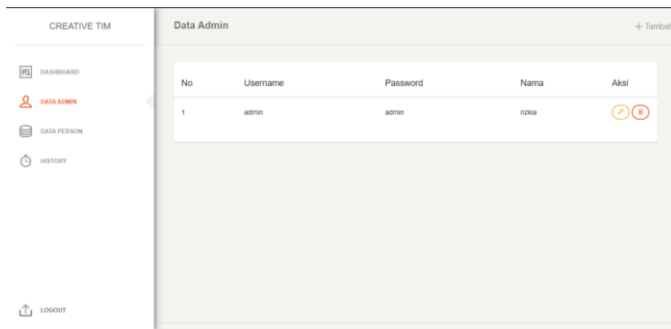 CREATIVE TIM
DASHBOARD
DATA ADMIN
DATA PERSON
HISTORY
LOGOUT
Data Admin
+ Tambah
No Username Password Nama Aksi
1 admin admin rizkia